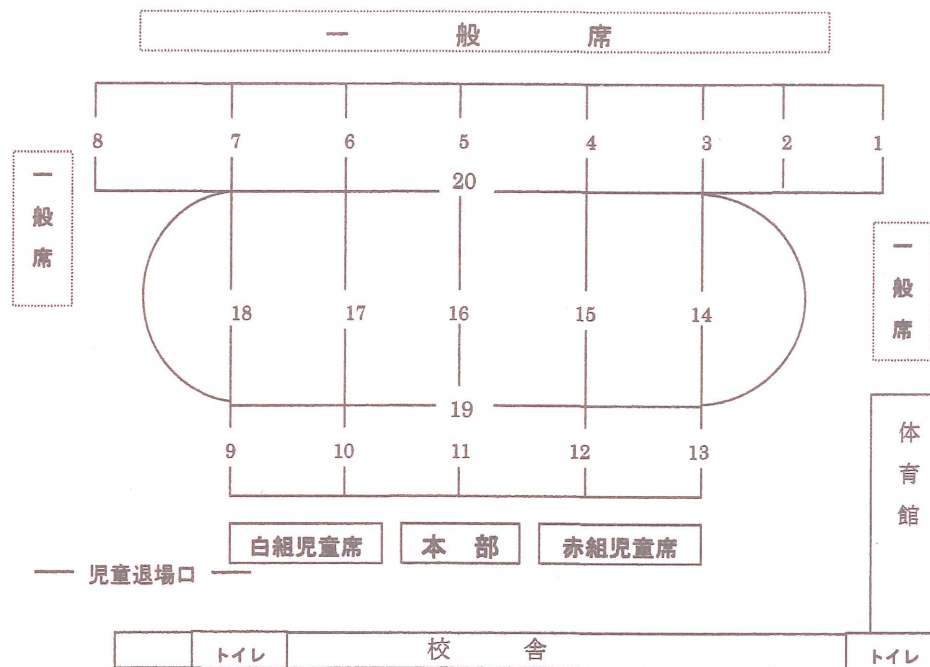 一般席
8 7 6 5 4 3 2 1
一般席
20
一般席
18 17 16 15 14
19
9 10 11 12 13
体育館
白組児童席 本部 赤組児童席
児童退場口
トイレ 校舎 トイレ